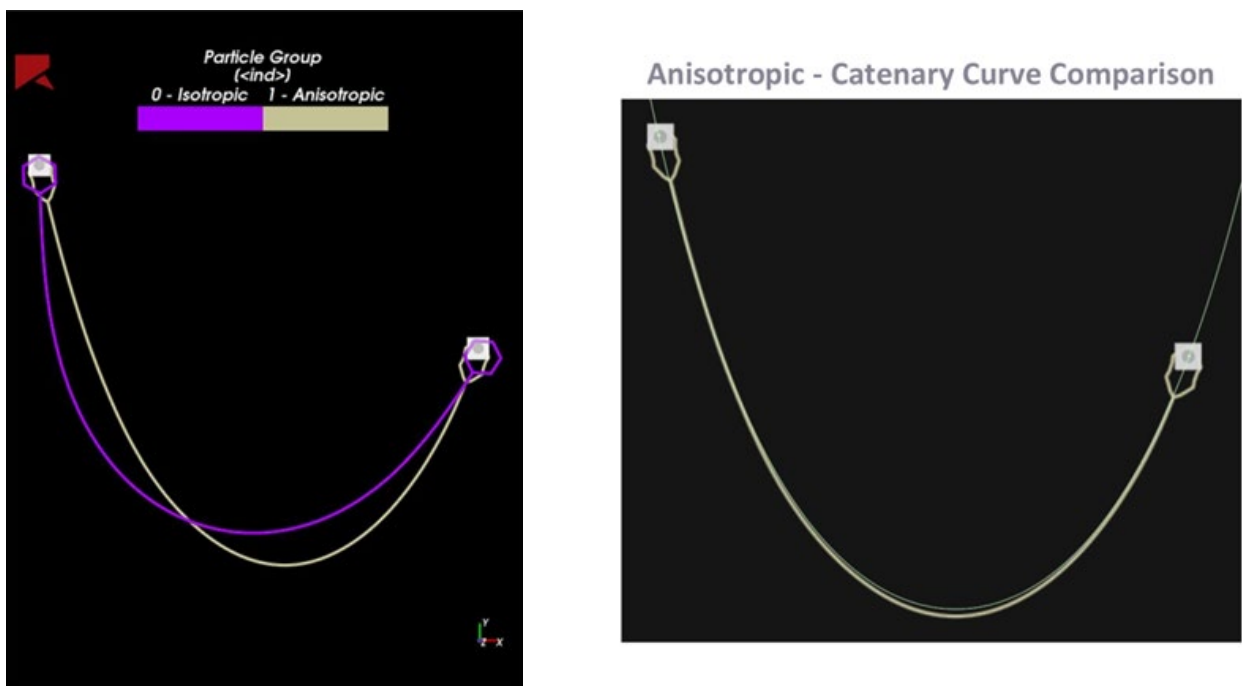 Particle Group
(<ind>)
0 - Isotropic 1 - Anisotropic
Y
Z X
Anisotropic - Catenary Curve Comparison